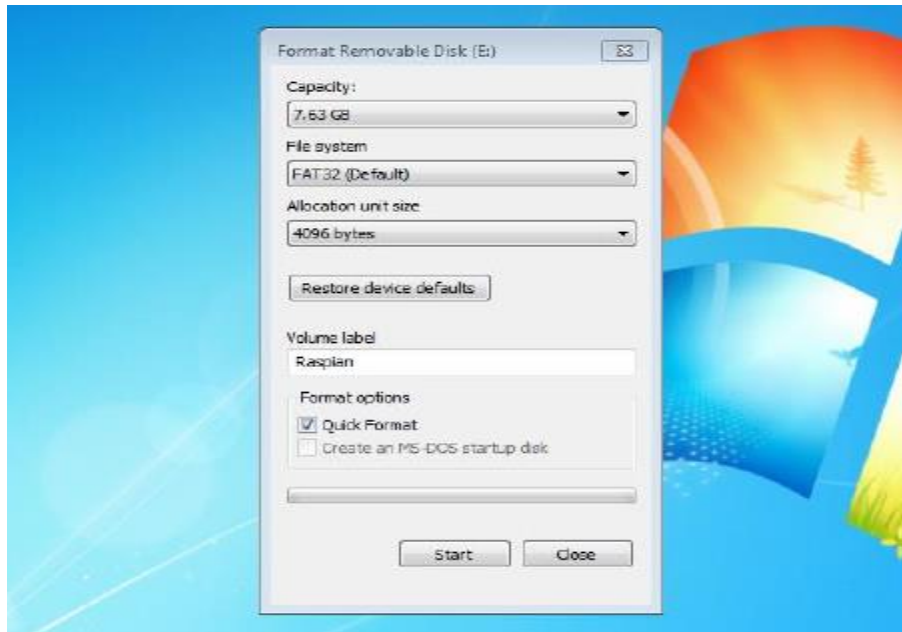 Format Removable Disk (E:)
Capacity:
7.63 GB
File system
FAT32 (Default)
Allocation unit size
4096 bytes
Restore device defaults
Volume label
Raspian
Format options
Quick Format
Create an MS-DOS startup disk
Start Close